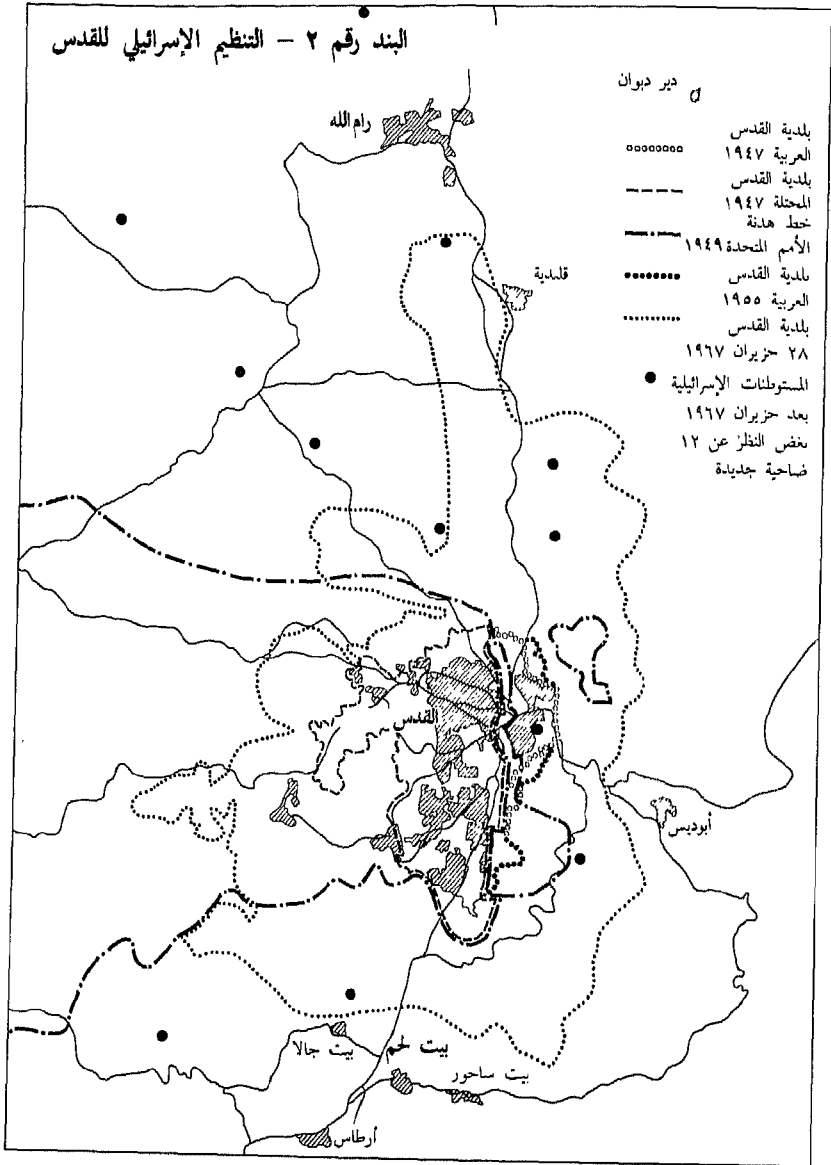 البند رقم ٢ – التنظيم الإسرائيلي للقدس
دير دبوان
بلدية القدس
العربية ١٩٤٧
بلدية القدس
المحتلة ١٩٤٧
خط هدنة
الأمم المتحدة ١٩٤٩
بلدية القدس
العربية ١٩٥٥
بلدية القدس
٢٨ حزيران ١٩٦٧
المستوطنات الإسرائيلية
بعد حزيران ١٩٦٧
بغض النظر عن ١٢
ضاحية جديدة
رام الله
قلندية
القدس
أبوديس
بيت جالا
بيت لحم
بيت ساحور
أرطاس